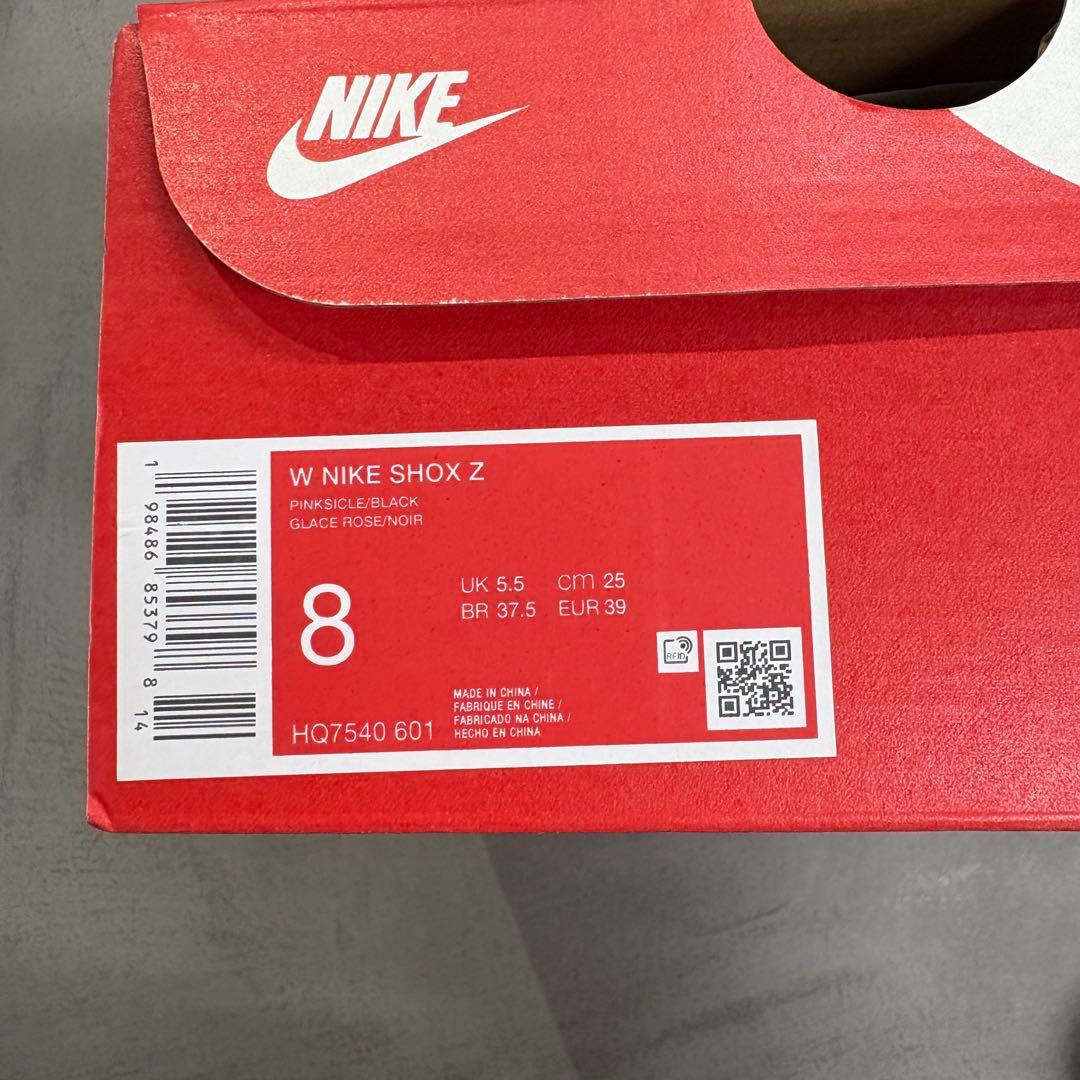 NIKE
W NIKE SHOX Z
PINKSICLE/BLACK
GLACE ROSE/NOIR
8
UK 5.5 cm 25
BR 37.5 EUR 39
RFID
HQ7540 601
MADE IN CHINA /
FABRIQUE EN CHINE /
FABRICADO NA CHINA /
HECHO EN CHINA
1 98486 85379 8 14